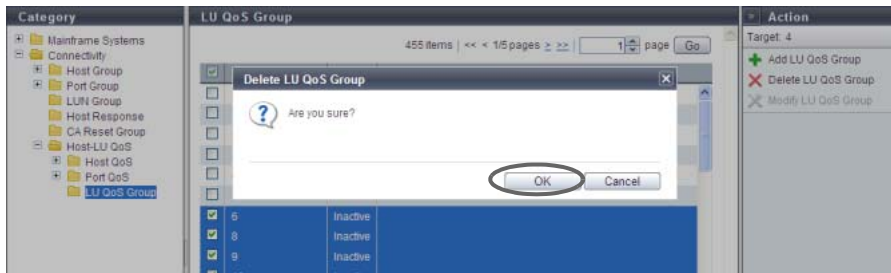 Category
Mainframe Systems
Connectivity
Host Group
Port Group
LUN Group
Host Response
CA Reset Group
Host-LU QoS
Host QoS
Port QoS
LU QoS Group
LU QoS Group
455 items | << < 1/5 pages > >> | 1 page Go
Delete LU QoS Group
Are you sure?
OK Cancel
6 Inactive
8 Inactive
9 Inactive
Action
Target: 4
Add LU QoS Group
Delete LU QoS Group
Modify LU QoS Group